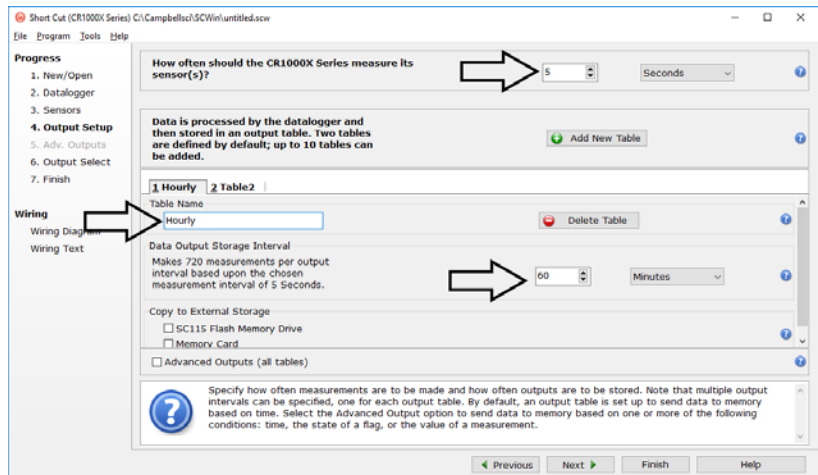 Short Cut (CR1000X Series) C:\Campbellsci\SCWin\untitled.scw
File Program Tools Help
Progress
1. New/Open
2. Datalogger
3. Sensors
4. Output Setup
5. Adv. Outputs
6. Output Select
7. Finish
Wiring
Wiring Diagram
Wiring Text
How often should the CR1000X Series measure its
sensor(s)?
5 Seconds
Data is processed by the datalogger and
then stored in an output table. Two tables
are defined by default; up to 10 tables can
be added.
Add New Table
1 Hourly 2 Table2
Table Name
Hourly
Delete Table
Data Output Storage Interval
Makes 720 measurements per output
interval based upon the chosen
measurement interval of 5 Seconds.
60 Minutes
Copy to External Storage
SC115 Flash Memory Drive
Memory Card
Advanced Outputs (all tables)
Specify how often measurements are to be made and how often outputs are to be stored. Note that multiple output
intervals can be specified, one for each output table. By default, an output table is set up to send data to memory
based on time. Select the Advanced Output option to send data to memory based on one or more of the following
conditions: time, the state of a flag, or the value of a measurement.
Previous Next Finish Help